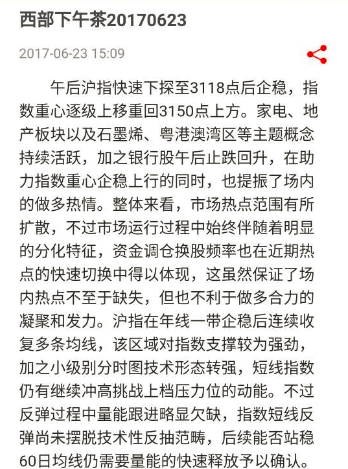 西部下午茶20170623
2017-06-23 15:09
午后沪指快速下探至3118点后企稳，指
数重心逐级上移重回3150点上方。家电、地
产板块以及石墨烯、粤港澳湾区等主题概念
持续活跃，加之银行股午后止跌回升，在助
力指数重心企稳上行的同时，也提振了场内
的做多热情。整体来看，市场热点范围有所
扩散，不过市场运行过程中始终伴随着明显
的分化特征，资金调仓换股频率也在近期热
点的快速切换中得以体现，这虽然保证了场
内热点不至于缺失，但也不利于做多合力的
凝聚和发力。沪指在年线一带企稳后连续收
复多条均线，该区域对指数支撑较为强劲，
加之小级别分时图技术形态转强，短线指数
仍有继续冲高挑战上档压力位的动能。不过
反弹过程中量能跟进略显欠缺，指数短线反
弹尚未摆脱技术性反抽范畴，后续能否站稳
60日均线仍需要量能的快速释放予以确认。